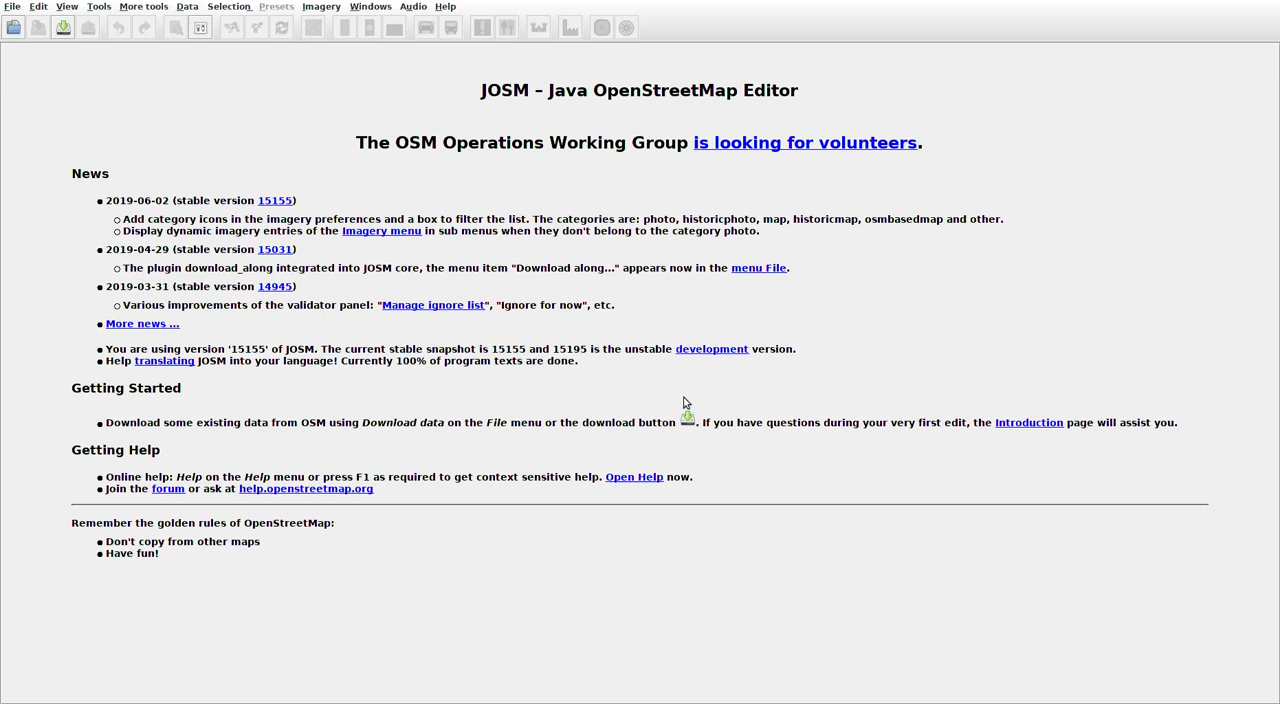 File Edit View Tools More tools Data Selection Presets Imagery Windows Audio Help
JOSM – Java OpenStreetMap Editor
The OSM Operations Working Group is looking for volunteers.
News
2019-06-02 (stable version 15155)
Add category icons in the imagery preferences and a box to filter the list. The categories are: photo, historicphoto, map, historicmap, osmbasedmap and other.
Display dynamic imagery entries of the Imagery menu in sub menus when they don't belong to the category photo.
2019-04-29 (stable version 15031)
The plugin download_along integrated into JOSM core, the menu item "Download along..." appears now in the menu File.
2019-03-31 (stable version 14945)
Various improvements of the validator panel: "Manage ignore list", "Ignore for now", etc.
More news ...
You are using version '15155' of JOSM. The current stable snapshot is 15155 and 15195 is the unstable development version.
Help translating JOSM into your language! Currently 100% of program texts are done.
Getting Started
Download some existing data from OSM using Download data on the File menu or the download button . If you have questions during your very first edit, the Introduction page will assist you.
Getting Help
Online help: Help on the Help menu or press F1 as required to get context sensitive help. Open Help now.
Join the forum or ask at help.openstreetmap.org
Remember the golden rules of OpenStreetMap:
Don't copy from other maps
Have fun!